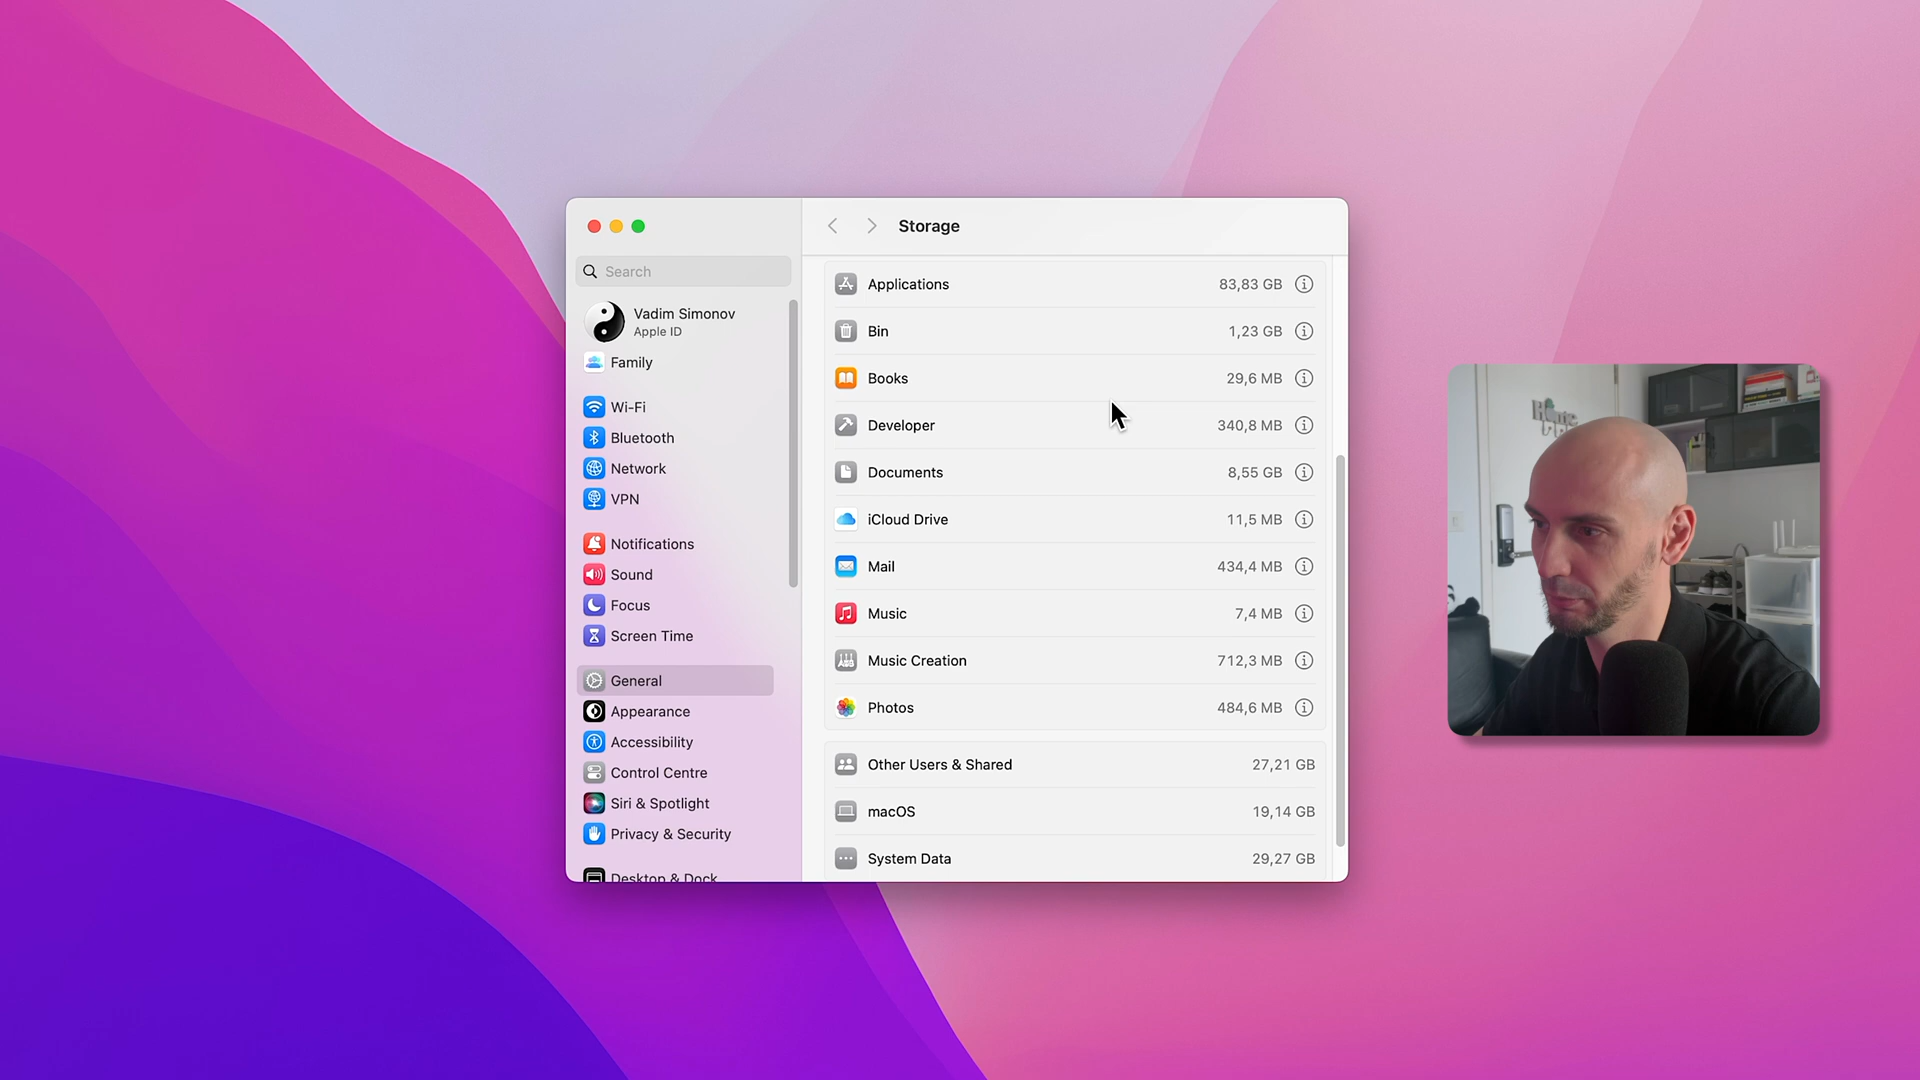 Storage
Search
Vadim Simonov
Apple ID
Family
Wi-Fi
Bluetooth
Network
VPN
Notifications
Sound
Focus
Screen Time
General
Appearance
Accessibility
Control Centre
Siri & Spotlight
Privacy & Security
Desktop & Dock
Applications 83,83 GB
Bin 1,23 GB
Books 29,6 MB
Developer 340,8 MB
Documents 8,55 GB
iCloud Drive 11,5 MB
Mail 434,4 MB
Music 7,4 MB
Music Creation 712,3 MB
Photos 484,6 MB
Other Users & Shared 27,21 GB
macOS 19,14 GB
System Data 29,27 GB
Home